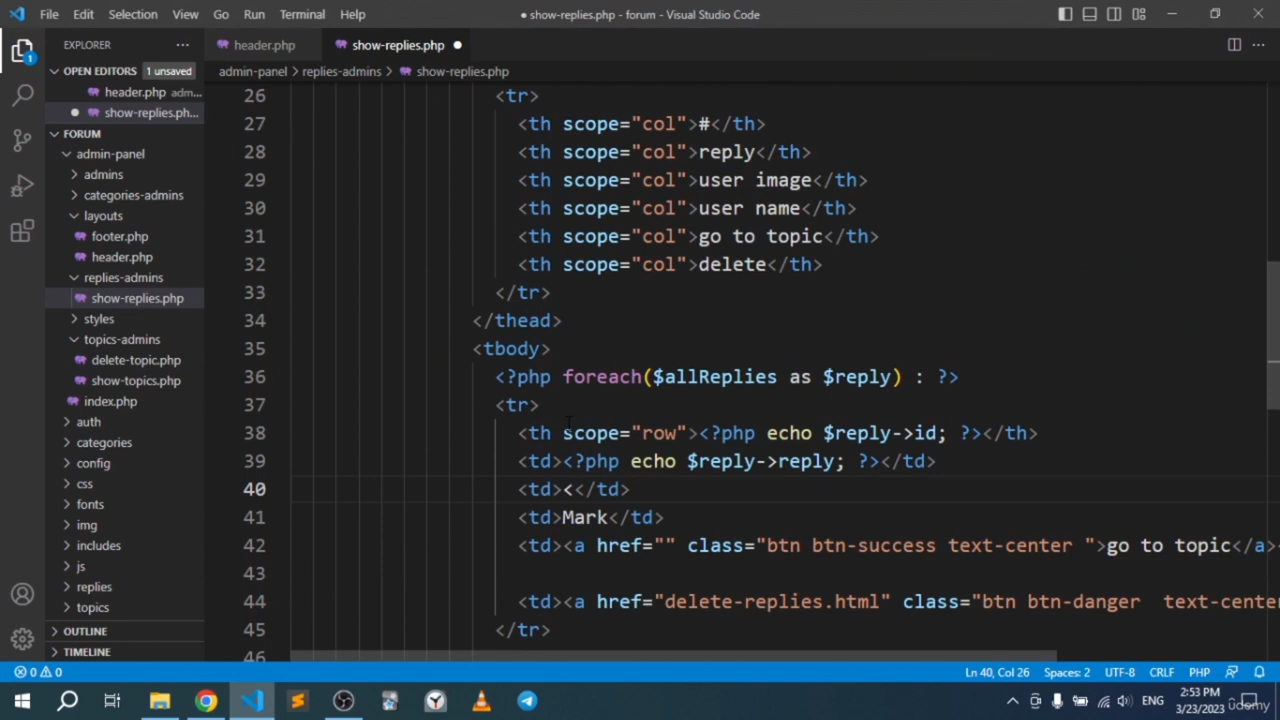 File Edit Selection View Go Run Terminal Help
● show-replies.php - forum - Visual Studio Code
EXPLORER
header.php
show-replies.php
OPEN EDITORS 1 unsaved
admin-panel > replies-admins > show-replies.php
header.php adm...
show-replies.ph...
FORUM
admin-panel
admins
categories-admins
layouts
footer.php
header.php
replies-admins
show-replies.php
styles
topics-admins
delete-topic.php
show-topics.php
index.php
auth
categories
config
css
fonts
img
includes
js
replies
topics
OUTLINE
TIMELINE
26 <tr>
27 <th scope="col">#</th>
28 <th scope="col">reply</th>
29 <th scope="col">user image</th>
30 <th scope="col">user name</th>
31 <th scope="col">go to topic</th>
32 <th scope="col">delete</th>
33 </tr>
34 </thead>
35 <tbody>
36 <?php foreach($allReplies as $reply) : ?>
37 <tr>
38 <th scope="row"><?php echo $reply->id; ?></th>
39 <td><?php echo $reply->reply; ?></td>
40 <td><</td>
41 <td>Mark</td>
42 <td><a href="" class="btn btn-success text-center ">go to topic</a>
43
44 <td><a href="delete-replies.html" class="btn btn-danger  text-cente
45 </tr>
46
0 0
Ln 40, Col 26 Spaces: 2 UTF-8 CRLF PHP
1
ENG
2:53 PM
3/23/2023
udemy